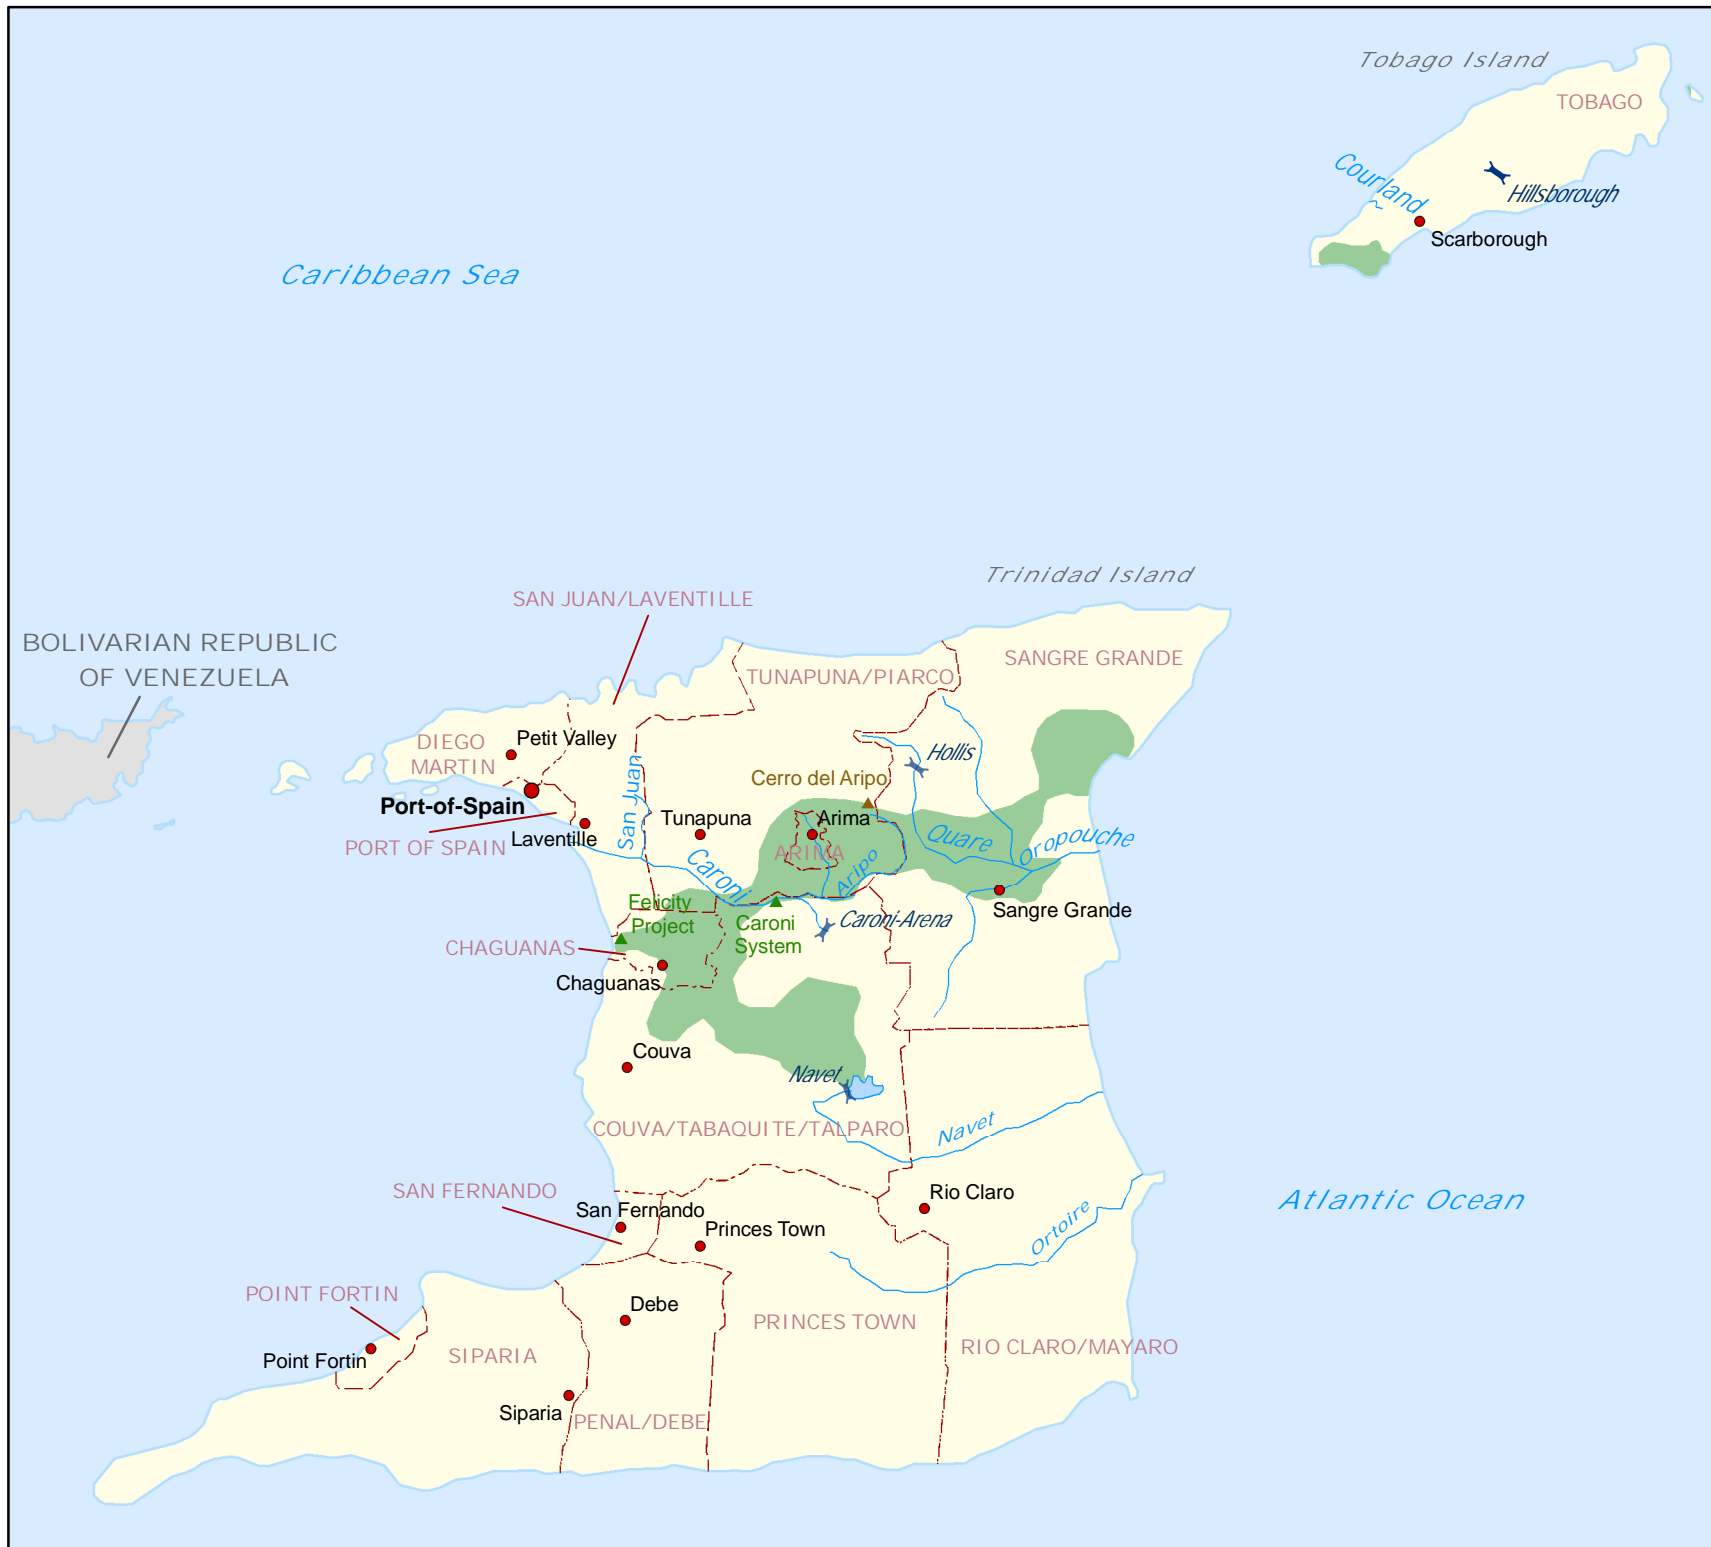 Tobago Island
TOBAGO
Courland
Hillsborough
Scarborough
Caribbean Sea
Trinidad Island
SAN JUAN/LAVENTILLE
BOLIVARIAN REPUBLIC
OF VENEZUELA
SANGRE GRANDE
TUNAPUNA/PIARCO
DIEGO
MARTIN
Petit Valley
San Juan
Hollis
Cerro del Aripo
Port-of-Spain
Tunapuna
Arima
Laventille
PORT OF SPAIN
ARIMA
Quare
Oropouche
Caroni
Aripo
Felicity
Project
Caroni
System
Caroni-Arena
Sangre Grande
CHAGUANAS
Chaguanas
Couva
Navet
COUVA/TABAQUITE/TALPARO
Navet
SAN FERNANDO
San Fernando
Rio Claro
Atlantic Ocean
Princes Town
Ortoire
POINT FORTIN
Debe
PRINCES TOWN
RIO CLARO/MAYARO
Point Fortin
SIPARIA
Siparia
PENAL/DEBE